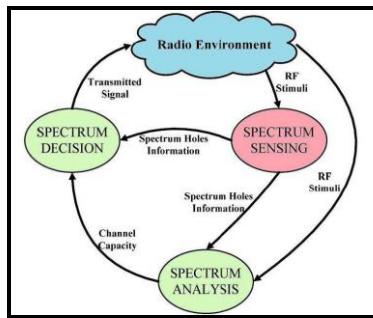 Radio Environment
Transmitted
Signal
RF
Stimuli
SPECTRUM
DECISION
Spectrum Holes
Information
SPECTRUM
SENSING
Spectrum Holes
Information
RF
Stimuli
Channel
Capacity
SPECTRUM
ANALYSIS